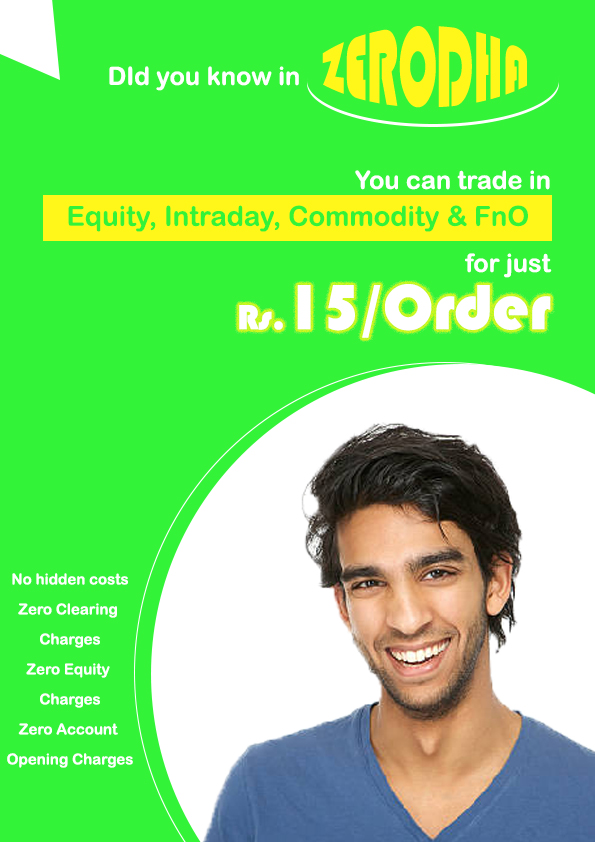 DId you know in ZERODHA
You can trade in
Equity, Intraday, Commodity & FnO
for just
Rs. 15/Order
No hidden costs
Zero Clearing
Charges
Zero Equity
Charges
Zero Account
Opening Charges